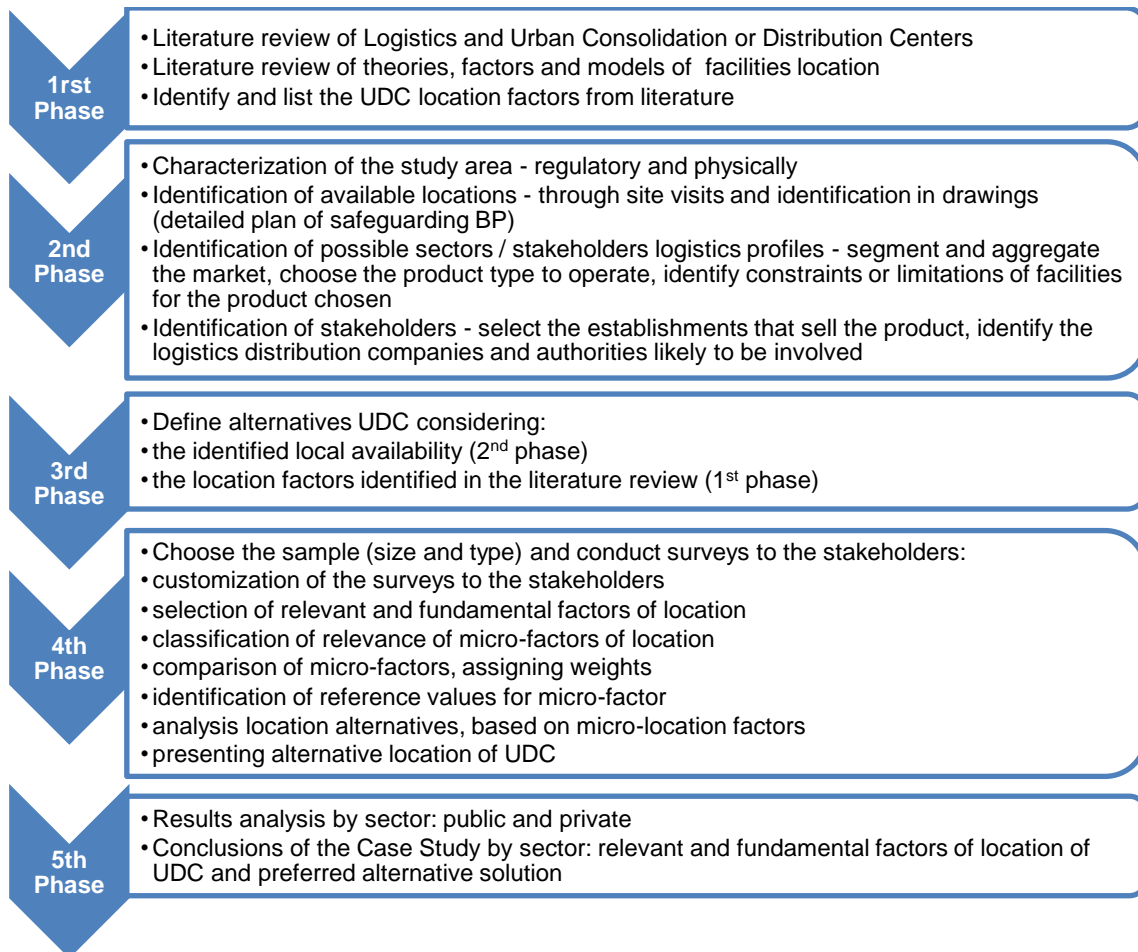 1rst
Phase
• Literature review of Logistics and Urban Consolidation or Distribution Centers
• Literature review of theories, factors and models of facilities location
• Identify and list the UDC location factors from literature
2nd
Phase
• Characterization of the study area - regulatory and physically
• Identification of available locations - through site visits and identification in drawings
(detailed plan of safeguarding BP)
• Identification of possible sectors / stakeholders logistics profiles - segment and aggregate
the market, choose the product type to operate, identify constraints or limitations of facilities
for the product chosen
• Identification of stakeholders - select the establishments that sell the product, identify the
logistics distribution companies and authorities likely to be involved
3rd
Phase
• Define alternatives UDC considering:
• the identified local availability (2nd phase)
• the location factors identified in the literature review (1st phase)
4th
Phase
• Choose the sample (size and type) and conduct surveys to the stakeholders:
• customization of the surveys to the stakeholders
• selection of relevant and fundamental factors of location
• classification of relevance of micro-factors of location
• comparison of micro-factors, assigning weights
• identification of reference values for micro-factor
• analysis location alternatives, based on micro-location factors
• presenting alternative location of UDC
5th
Phase
• Results analysis by sector: public and private
• Conclusions of the Case Study by sector: relevant and fundamental factors of location of
UDC and preferred alternative solution